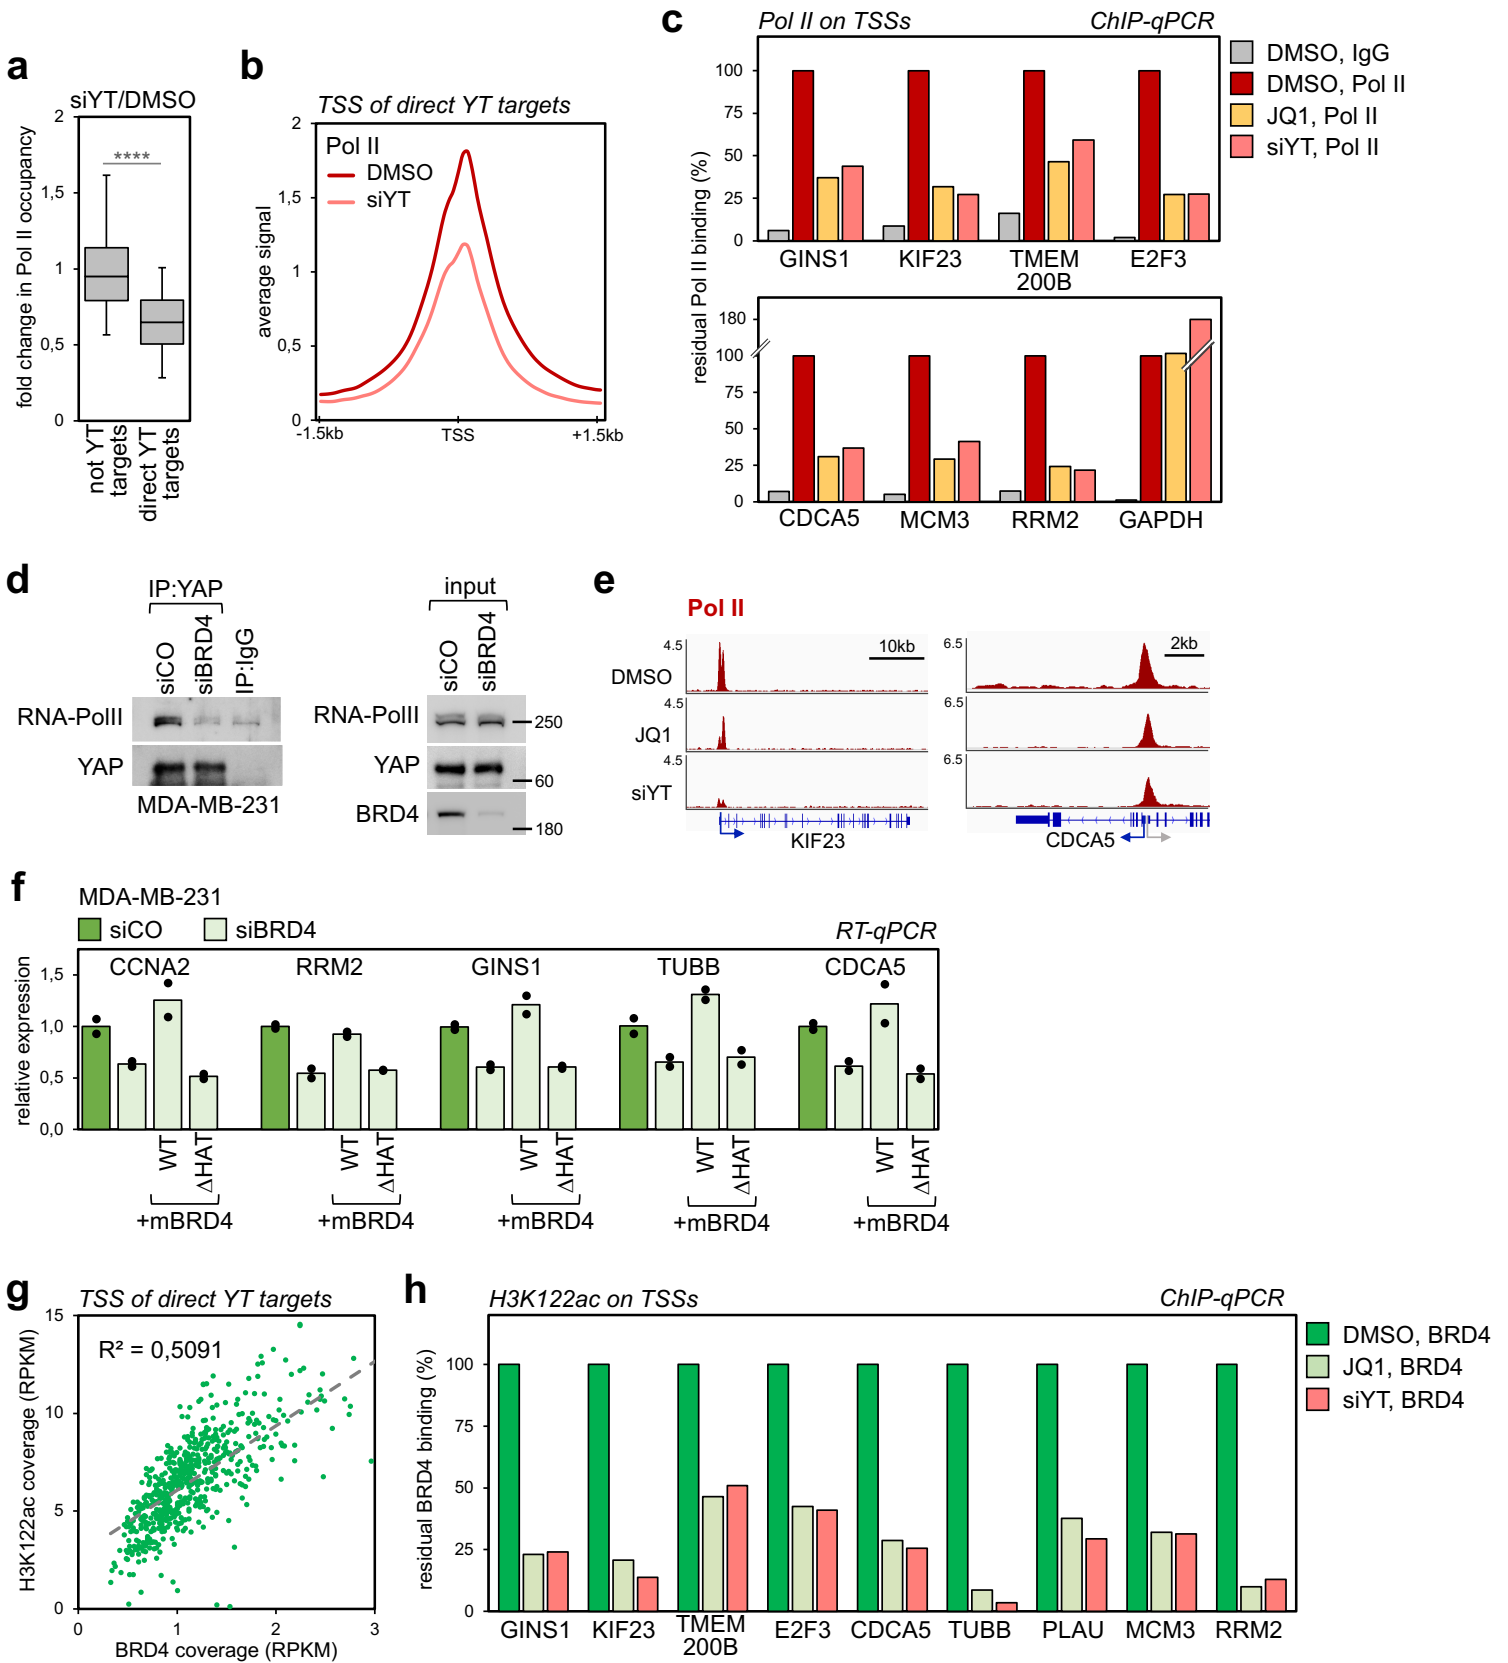 a
siYT/DMSO
fold change in Pol II occupancy
2
1,5
1
0,5
0
****
not YT
targets
direct YT
targets
b
TSS of direct YT targets
average signal
2
1,5
1
0,5
0
Pol II
DMSO
siYT
-1.5kb
TSS
+1.5kb
c
Pol II on TSSs
ChIP-qPCR
DMSO, IgG
DMSO, Pol II
JQ1, Pol II
siYT, Pol II
residual Pol II binding (%)
100
75
50
25
0
GINS1
KIF23
TMEM
200B
E2F3
180
100
75
50
25
0
CDCA5
MCM3
RRM2
GAPDH
d
IP:YAP
siCO
siBRD4
IP:IgG
RNA-PolII
YAP
MDA-MB-231
input
siCO
siBRD4
RNA-PolII
250
YAP
60
BRD4
180
e
Pol II
4.5
10kb
6.5
2kb
DMSO
4.5
6.5
JQ1
4.5
6.5
siYT
KIF23
CDCA5
f
MDA-MB-231
siCO
siBRD4
RT-qPCR
relative expression
1,5
1,0
0,5
0,0
CCNA2
RRM2
GINS1
TUBB
CDCA5
WT
ΔHAT
WT
ΔHAT
WT
ΔHAT
WT
ΔHAT
WT
ΔHAT
+mBRD4
+mBRD4
+mBRD4
+mBRD4
+mBRD4
g
TSS of direct YT targets
H3K122ac coverage (RPKM)
15
10
5
0
R² = 0,5091
0
1
2
3
BRD4 coverage (RPKM)
h
H3K122ac on TSSs
ChIP-qPCR
DMSO, BRD4
JQ1, BRD4
siYT, BRD4
residual BRD4 binding (%)
100
75
50
25
0
GINS1
KIF23
TMEM
200B
E2F3
CDCA5
TUBB
PLAU
MCM3
RRM2